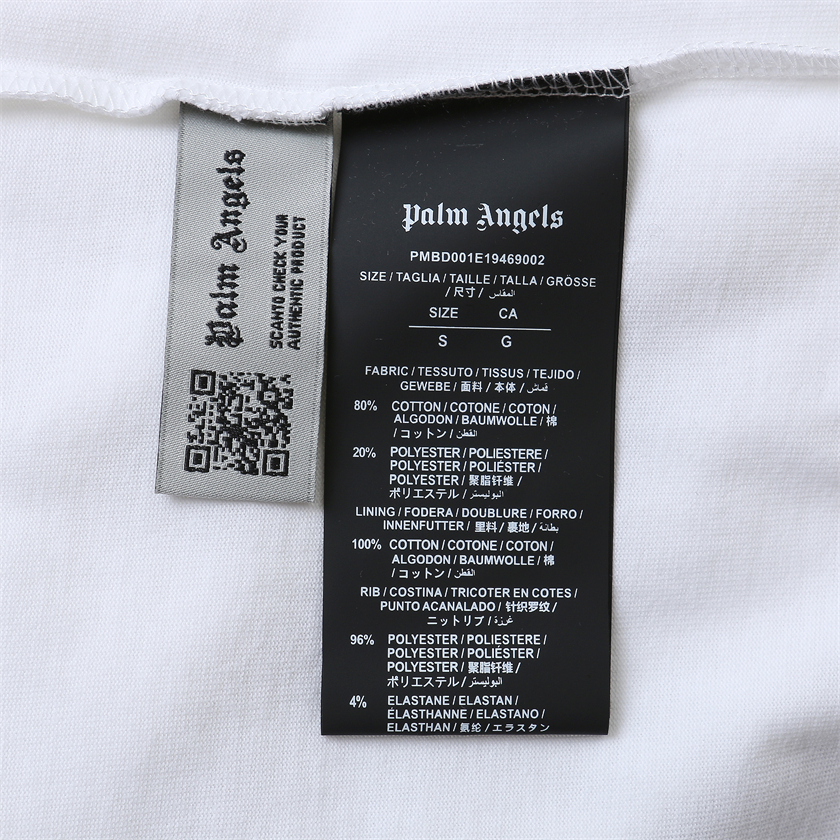 Palm Angels
SCANTO CHECK YOUR
AUTHENTIC PRODUCT
Palm Angels
PMBD001E19469002
SIZE / TAGLIA / TAILLE / TALLA / GRÖSSE
/ 尺寸 / المقاس
SIZE CA
S G
FABRIC / TESSUTO / TISSUS / TEJIDO /
GEWEBE / 面料 / 本体 / قماش
80% COTTON / COTONE / COTON /
ALGODON / BAUMWOLLE / 棉
/ コットン / القطن
20% POLYESTER / POLIESTERE /
POLYESTER / POLIÉSTER /
POLYESTER / 聚脂纤维 /
ポリエステル / البوليستر
LINING / FODERA / DOUBLURE / FORRO /
INNENFUTTER / 里料 / 裏地 / بطانة
100% COTTON / COTONE / COTON /
ALGODON / BAUMWOLLE / 棉
/ コットン / القطن
RIB / COSTINA / TRICOTER EN COTES /
PUNTO ACANALADO / 针织罗纹 /
ニットリブ / غرزة
96% POLYESTER / POLIESTERE /
POLYESTER / POLIÉSTER /
POLYESTER / 聚脂纤维 /
ポリエステル / البوليستر
4% ELASTANE / ELASTAN /
ÉLASTHANNE / ELASTANO /
ELASTHAN / 氨纶 / エラスタン